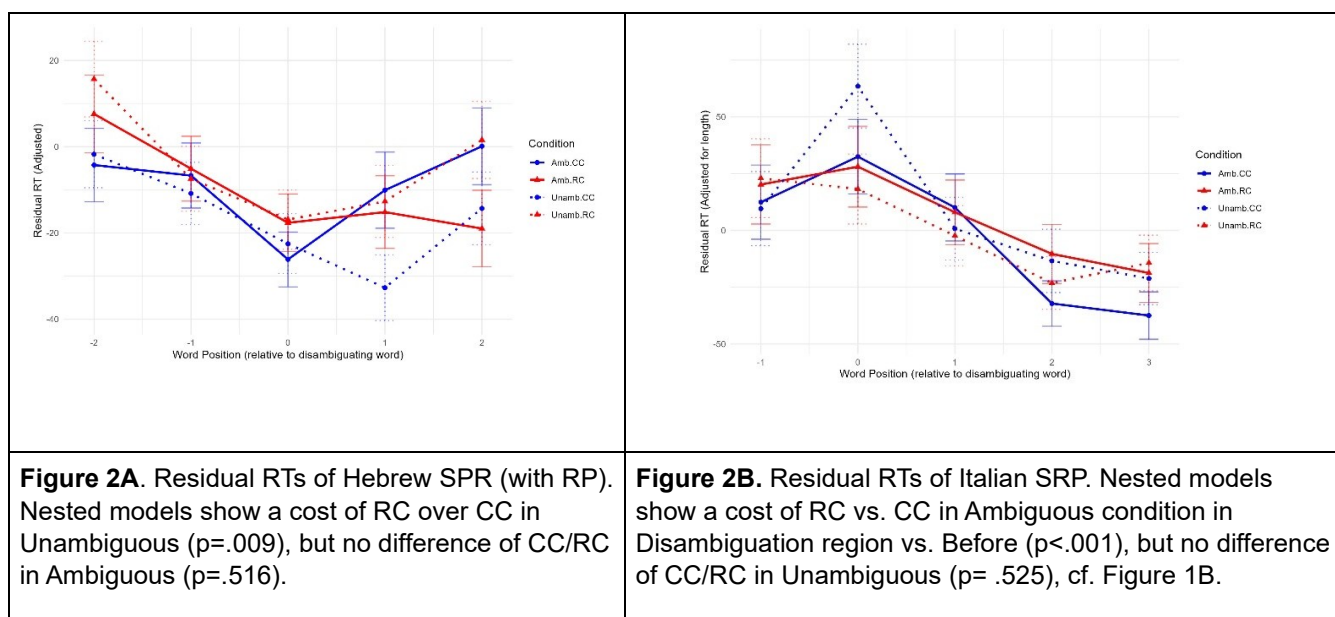 Residual RT (Adjusted)
20
0
-20
-40
-2
-1
0
1
2
Word Position (relative to disambiguating word)
Condition
Amb.CC
Amb.RC
Unamb.CC
Unamb.RC
Residual RT (Adjusted for length)
50
0
-50
-1
0
1
2
3
Word Position (relative to disambiguating word)
Condition
Amb.CC
Amb.RC
Unamb.CC
Unamb.RC
Figure 2A. Residual RTs of Hebrew SPR (with RP).
Nested models show a cost of RC over CC in
Unambiguous (p=.009), but no difference of CC/RC
in Ambiguous (p=.516).
Figure 2B. Residual RTs of Italian SRP. Nested models
show a cost of RC vs. CC in Ambiguous condition in
Disambiguation region vs. Before (p<.001), but no difference
of CC/RC in Unambiguous (p= .525), cf. Figure 1B.